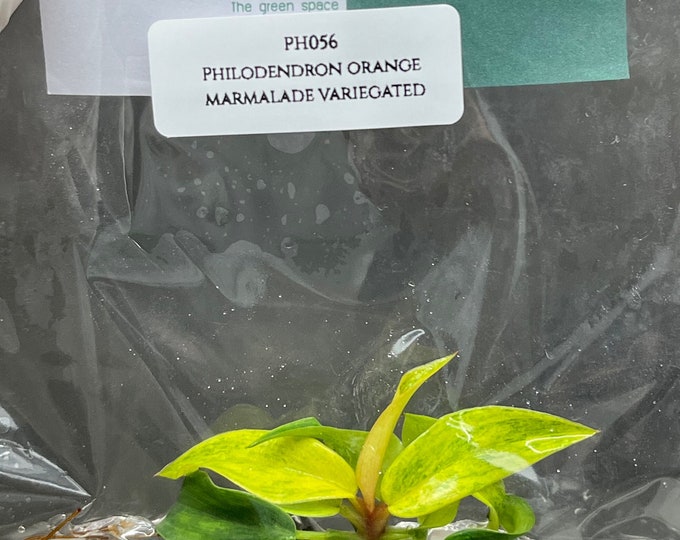 The green space
PH056
PHILODENDRON ORANGE
MARMALADE VARIEGATED